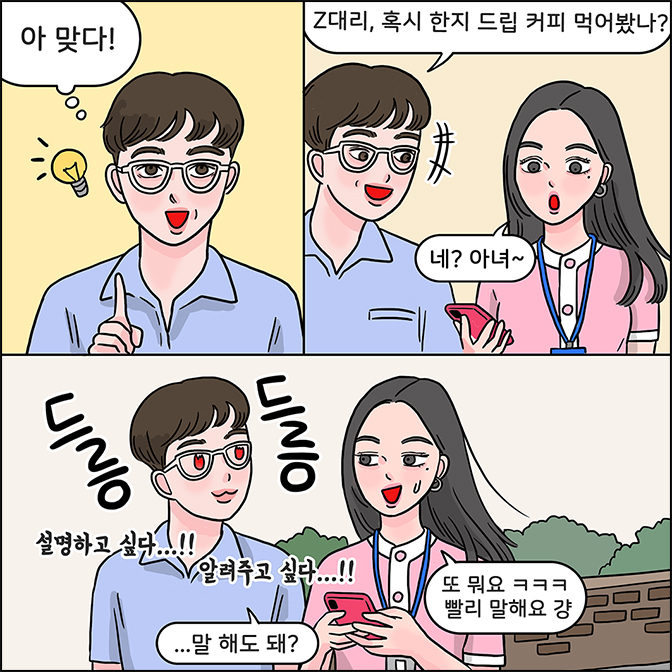 아 맞다!
Z대리, 혹시 한지 드립 커피 먹어봤나?
네? 아녀~
드릉
드릉
설명하고 싶다...!!
알려주고 싶다...!!
...말 해도 돼?
또 뭐요 ㅋㅋㅋ
빨리 말해요 걍